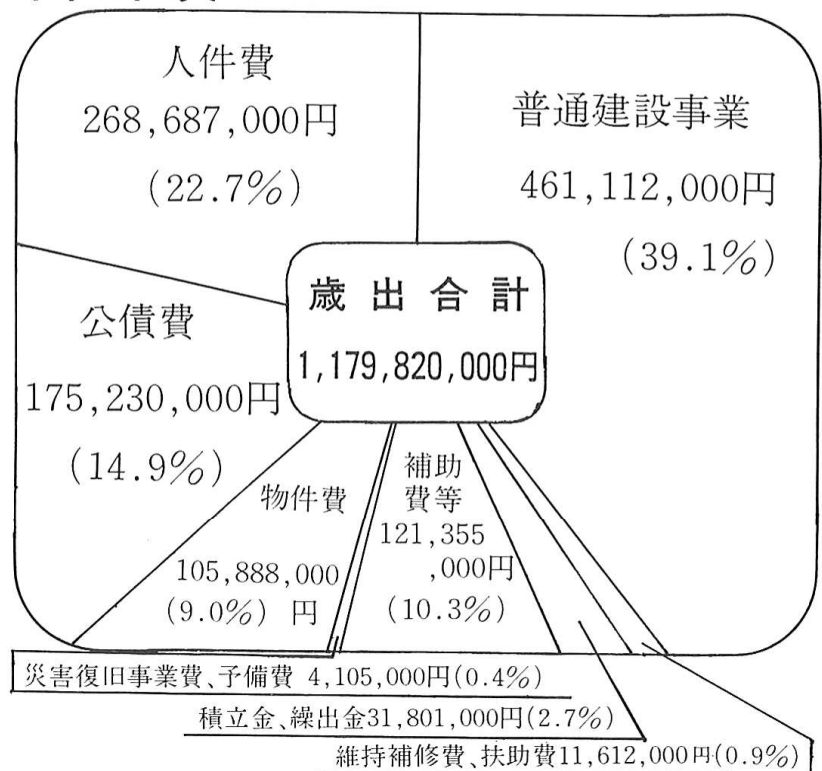 人件費
268,687,000円
(22.7%)
普通建設事業
461,112,000円
(39.1%)
歳出合計
1,179,820,000円
公債費
175,230,000円
(14.9%)
物件費
105,888,000
(9.0%) 円
補助
費等
121,355
,000円
(10.3%)
災害復旧事業費、予備費 4,105,000円(0.4%)
積立金、繰出金31,801,000円(2.7%)
維持補修費、扶助費11,612,000円(0.9%)